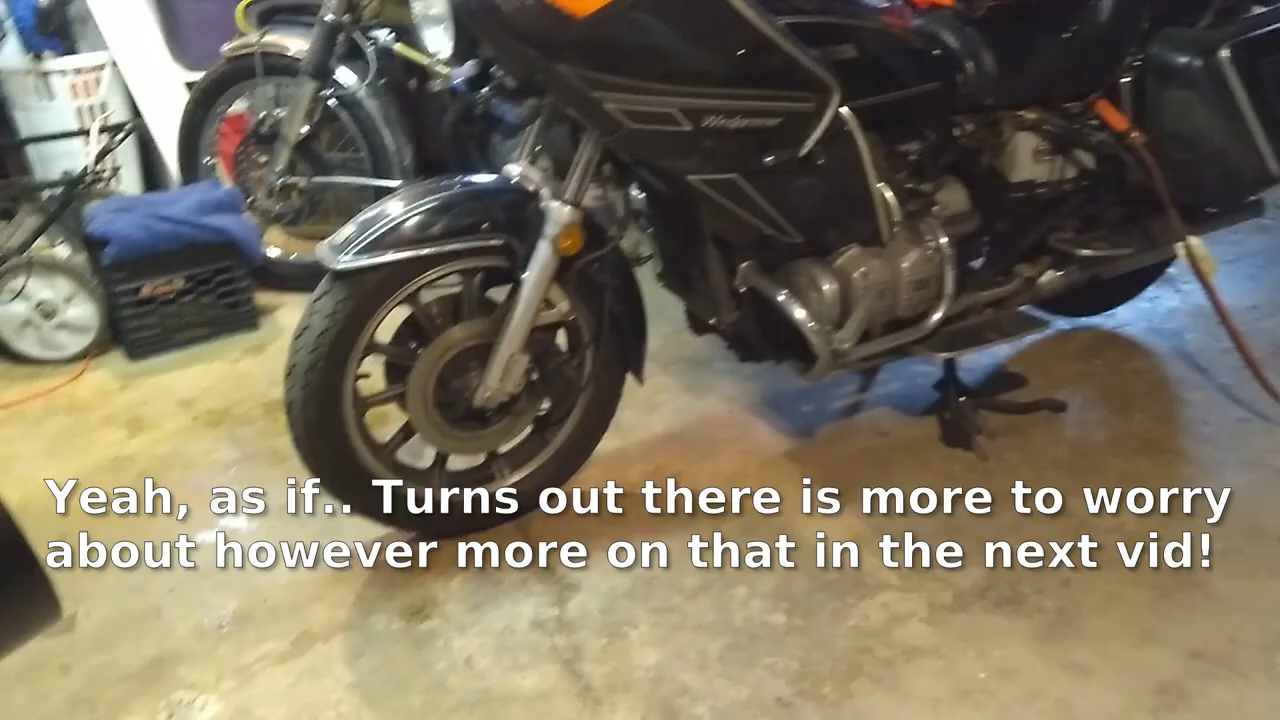 Windjammer
Yeah, as if.. Turns out there is more to worry
about however more on that in the next vid!